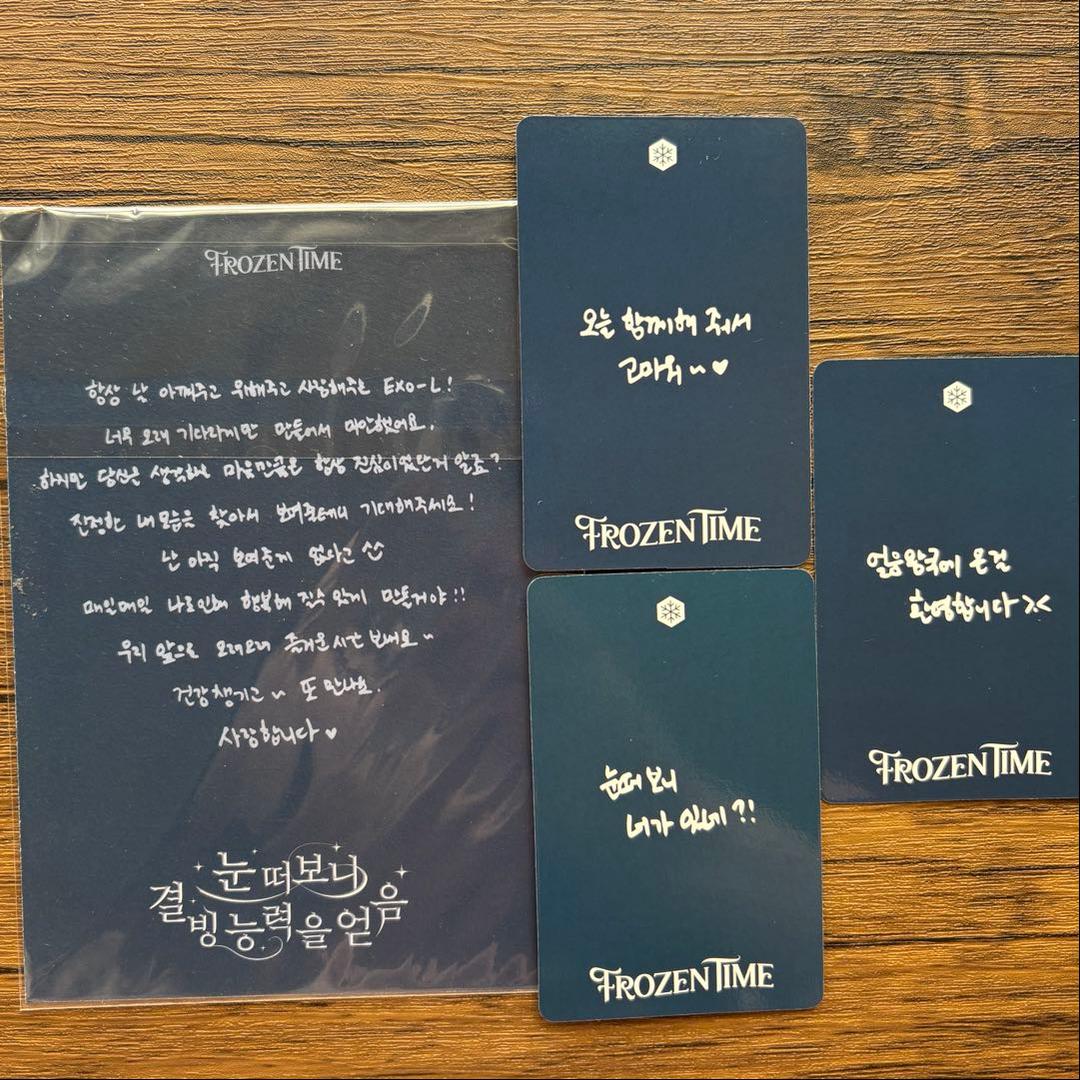 FROZEN TIME
항상 날 아껴주고 위해주고 사랑해주는 EXO-L!
너무 오래 기다리게만 만들어서 미안했어요.
하지만 당신은 생각하는 마음만큼은 항상 진심이었단거 알죠?
진정한 내 모습은 찾아서 보여줄테니 기대해주세요!
난 아직 보여준게 없다고
매일매일 나로인해 행복해 질수 있게 만들거야!!
우리 앞으로 오래오래 즐거운시간 보내요~
건강챙기고~ 또 만나요.
사랑합니다♥
눈 떠보니
결빙능력을얻음
오늘 함께해 줘서
고마워~♥
FROZEN TIME
얼음왕국에 온걸
환영합니다><
FROZEN TIME
눈떠 보니
너가 있네?!
FROZEN TIME